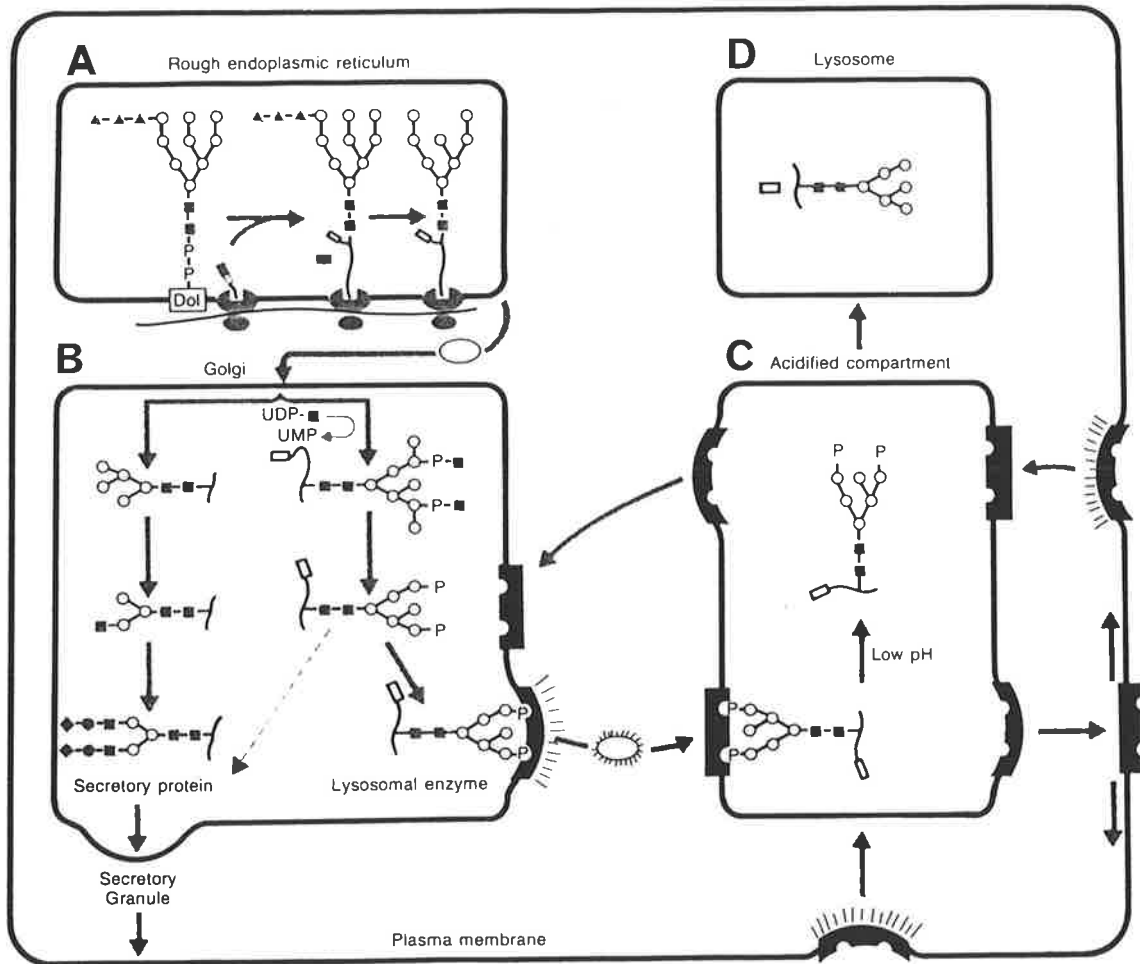 A
Rough endoplasmic reticulum
D
Lysosome
P
P
Dol
B
Golgi
UDP-
UMP
P
P
P
P
P
P
Secretory protein
Lysosomal enzyme
Secretory
Granule
Plasma membrane
C
Acidified compartment
P P
Low pH
P
P